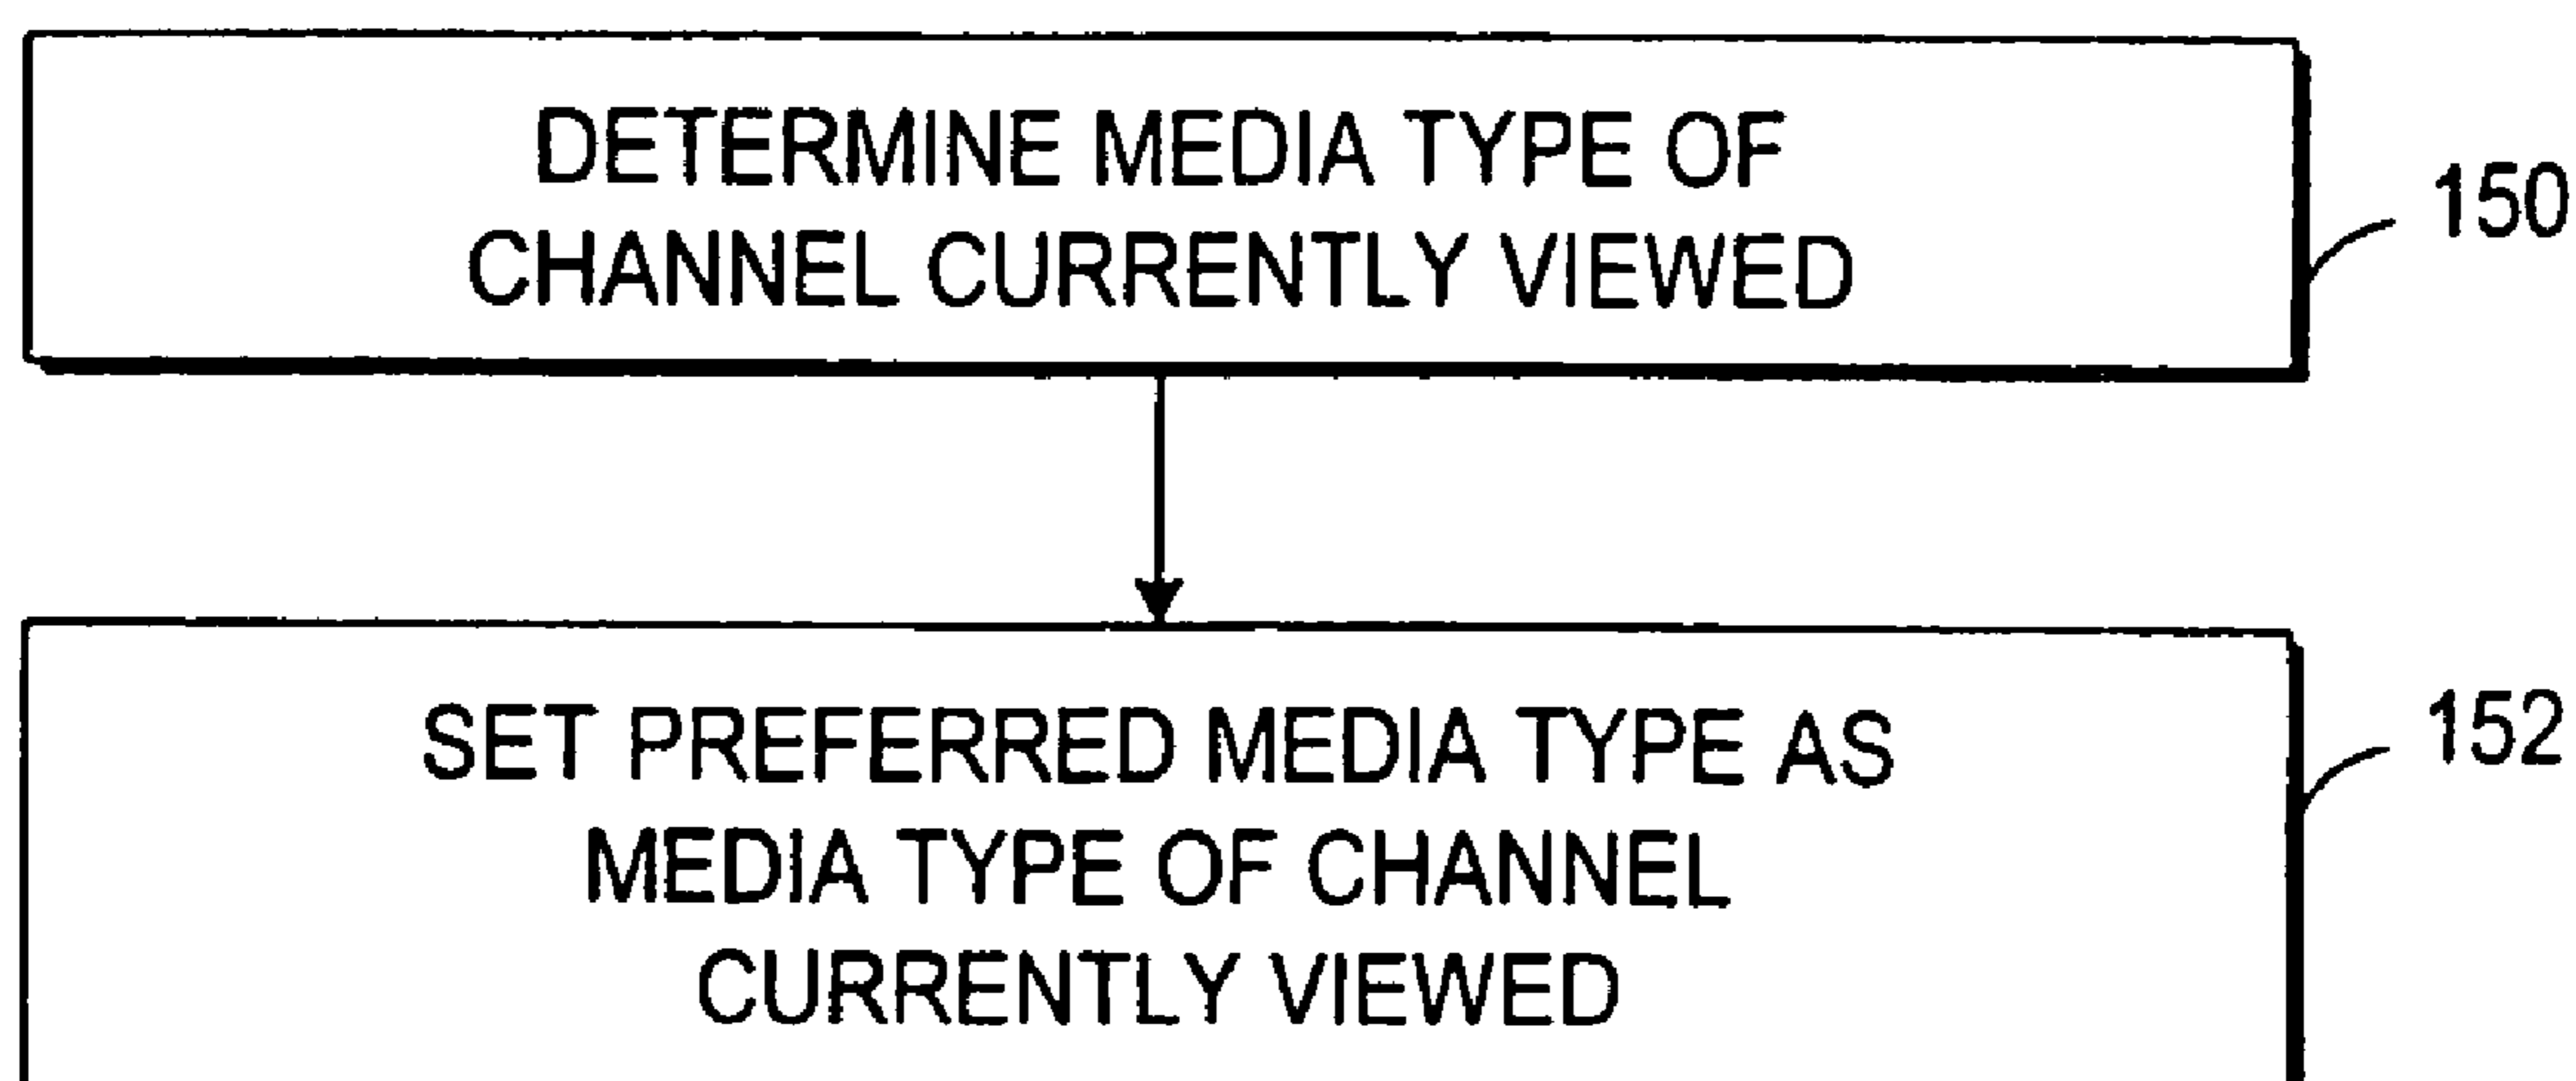 DETERMINE MEDIA TYPE OF
CHANNEL CURRENTLY VIEWED
150
SET PREFERRED MEDIA TYPE AS
MEDIA TYPE OF CHANNEL
CURRENTLY VIEWED
152